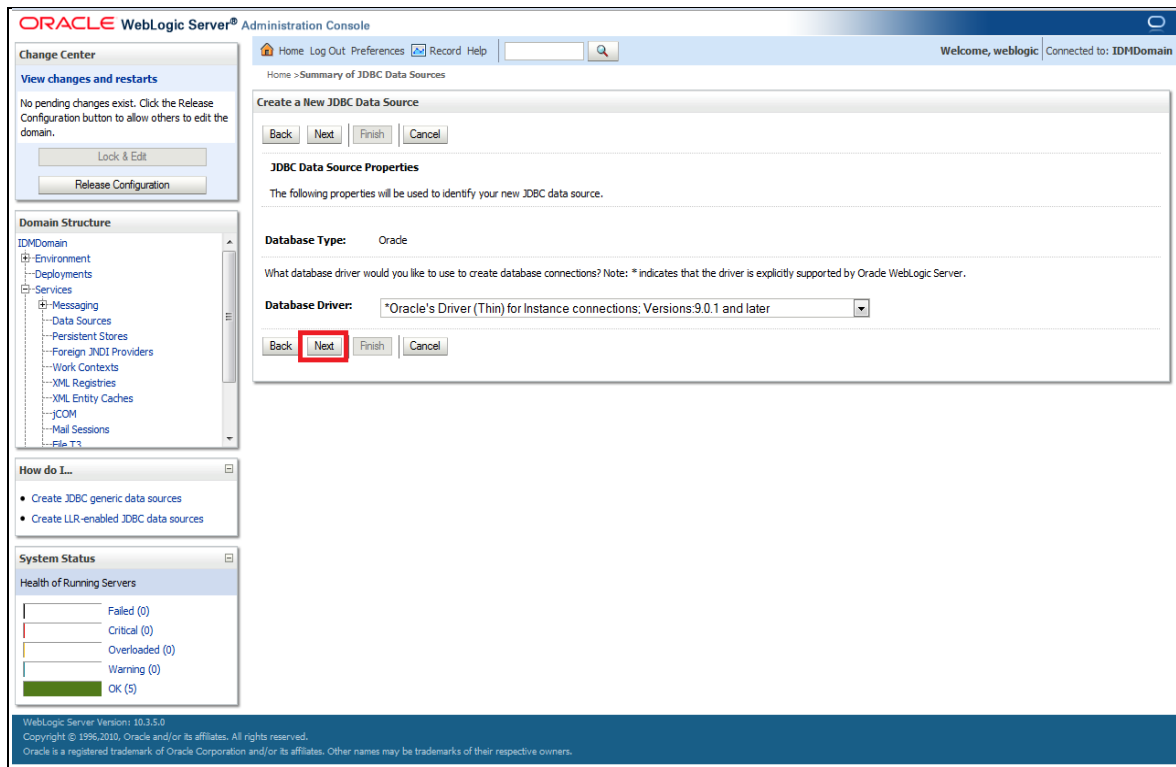 ORACLE WebLogic Server® Administration Console
Change Center
View changes and restarts
No pending changes exist. Click the Release
Configuration button to allow others to edit the
domain.
Lock & Edit
Release Configuration
Domain Structure
IDMDomain
Environment
Deployments
Services
Messaging
Data Sources
Persistent Stores
Foreign JNDI Providers
Work Contexts
XML Registries
XML Entity Caches
jCOM
Mail Sessions
File T3
How do I...
Create JDBC generic data sources
Create LLR-enabled JDBC data sources
System Status
Health of Running Servers
Failed (0)
Critical (0)
Overloaded (0)
Warning (0)
OK (5)
Home Log Out Preferences Record Help
Welcome, weblogic Connected to: IDMDomain
Home >Summary of JDBC Data Sources
Create a New JDBC Data Source
Back Next Finish Cancel
JDBC Data Source Properties
The following properties will be used to identify your new JDBC data source.
Database Type: Oracle
What database driver would you like to use to create database connections? Note: * indicates that the driver is explicitly supported by Oracle WebLogic Server.
Database Driver: *Oracle's Driver (Thin) for Instance connections; Versions:9.0.1 and later
Back Next Finish Cancel
WebLogic Server Version: 10.3.5.0
Copyright © 1996,2010, Oracle and/or its affiliates. All rights reserved.
Oracle is a registered trademark of Oracle Corporation and/or its affiliates. Other names may be trademarks of their respective owners.